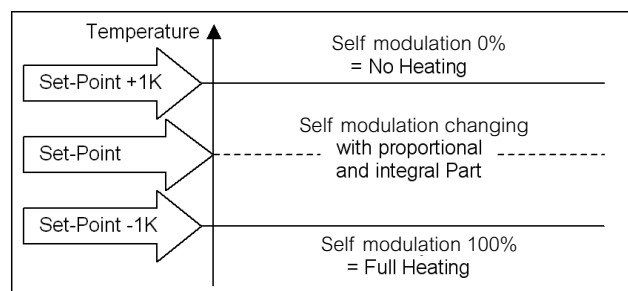 Temperature
Self modulation 0%
= No Heating
Set-Point +1K
Self modulation changing
with proportional
and integral Part
Set-Point
Set-Point -1K
Self modulation 100%
= Full Heating